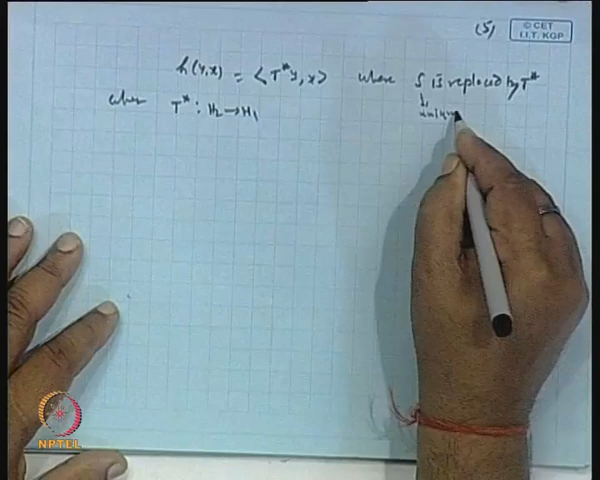 (5)
© CET
I.I.T. KGP
h(y,x) = <T*y, x> where S is replaced by T*
where T* : H₂ → H₁
NPTEL